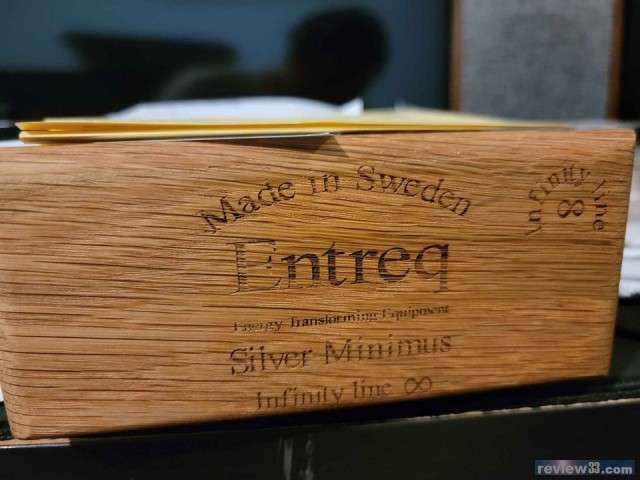 Made in Sweden
Entreq
Energy Transforming Equipment
Silver Minimus
Infinity line ∞
Infinity line
∞
review33.com